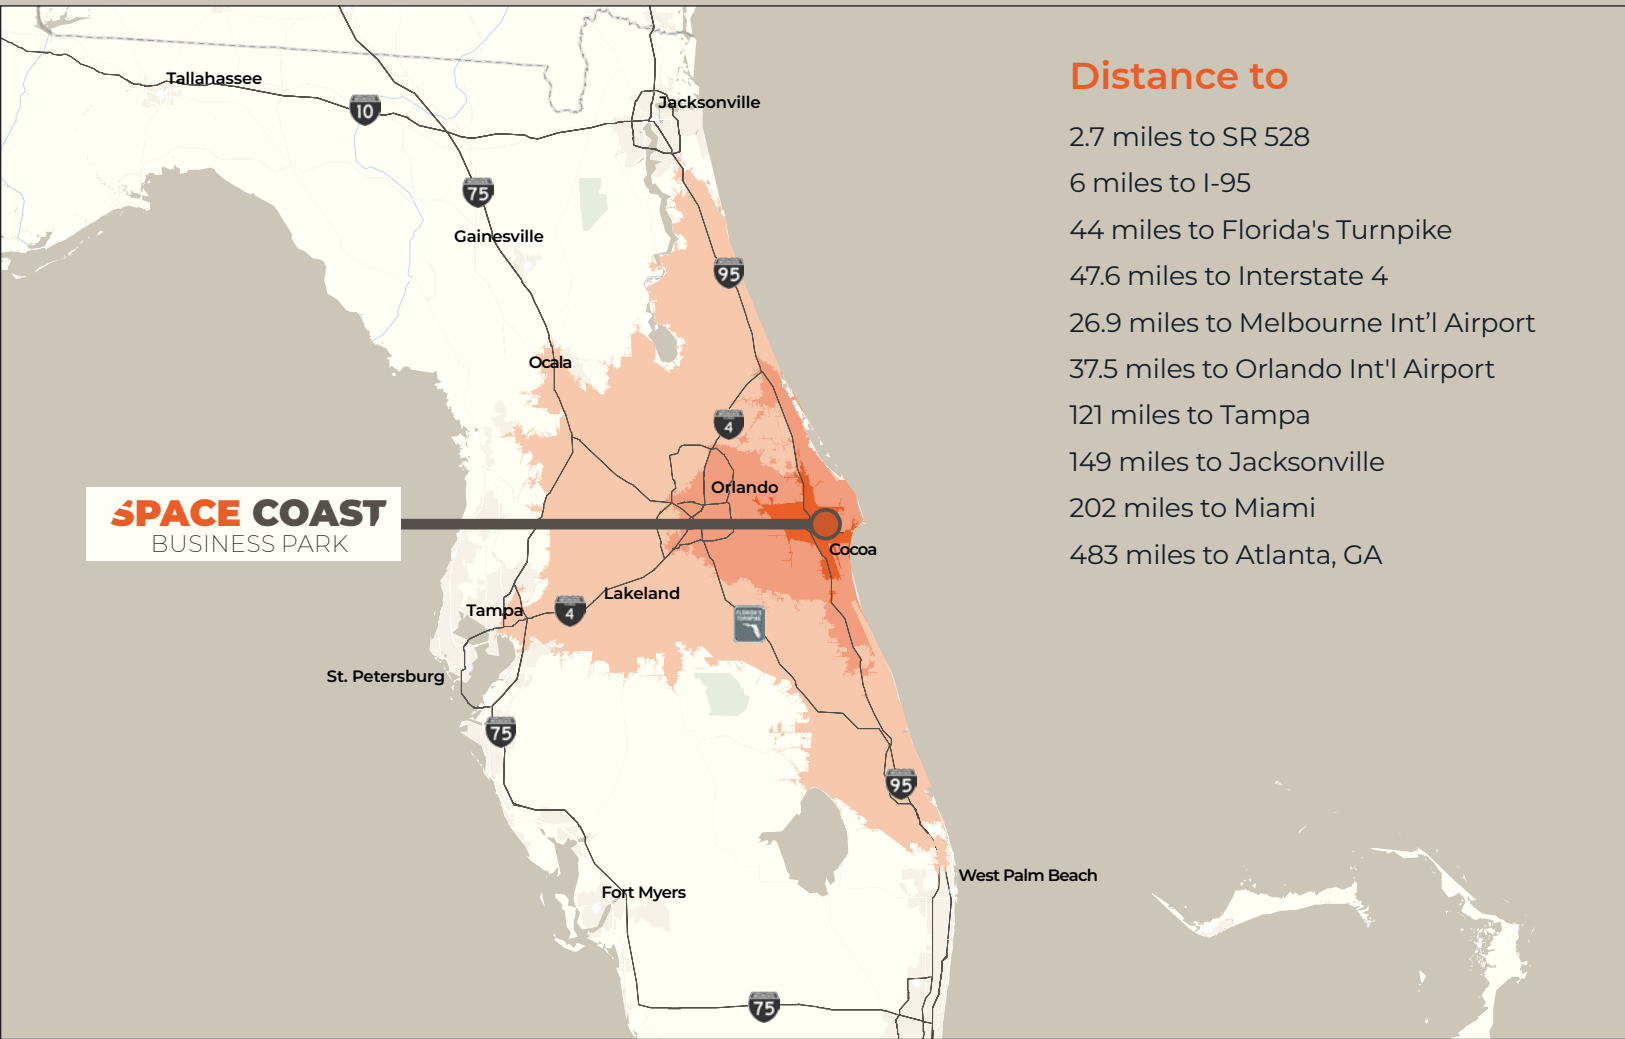 Distance to
2.7 miles to SR 528
6 miles to I-95
44 miles to Florida's Turnpike
47.6 miles to Interstate 4
26.9 miles to Melbourne Int’l Airport
37.5 miles to Orlando Int'l Airport
121 miles to Tampa
149 miles to Jacksonville
202 miles to Miami
483 miles to Atlanta, GA
Tallahassee
10
Jacksonville
75
Gainesville
95
Ocala
4
Orlando
SPACE COAST
BUSINESS PARK
Cocoa
Lakeland
Tampa
4
FLORIDA'S
TURNPIKE
St. Petersburg
75
95
West Palm Beach
Fort Myers
75